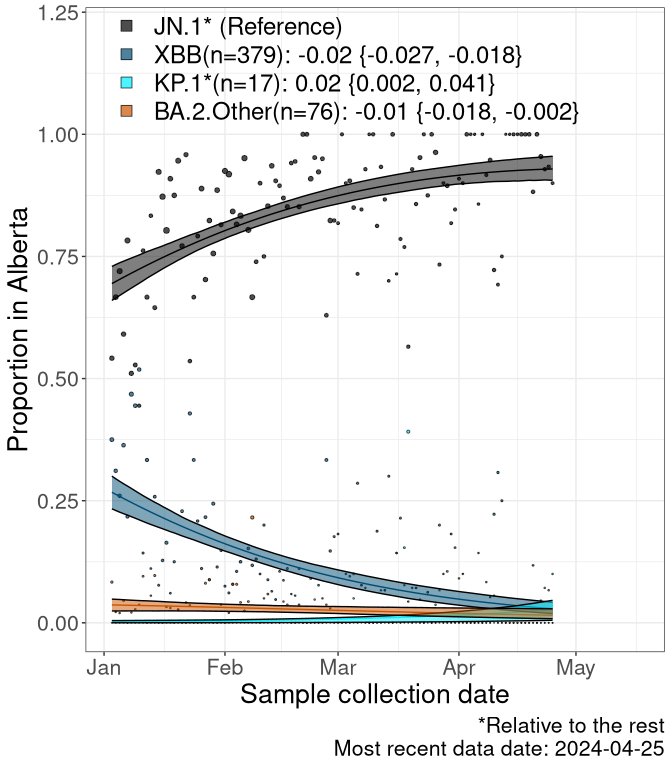 JN.1* (Reference)
XBB(n=379): -0.02 {-0.027, -0.018}
KP.1*(n=17): 0.02 {0.002, 0.041}
BA.2.Other(n=76): -0.01 {-0.018, -0.002}
Proportion in Alberta
1.25
1.00
0.75
0.50
0.25
0.00
Jan Feb Mar Apr May
Sample collection date
*Relative to the rest
Most recent data date: 2024-04-25